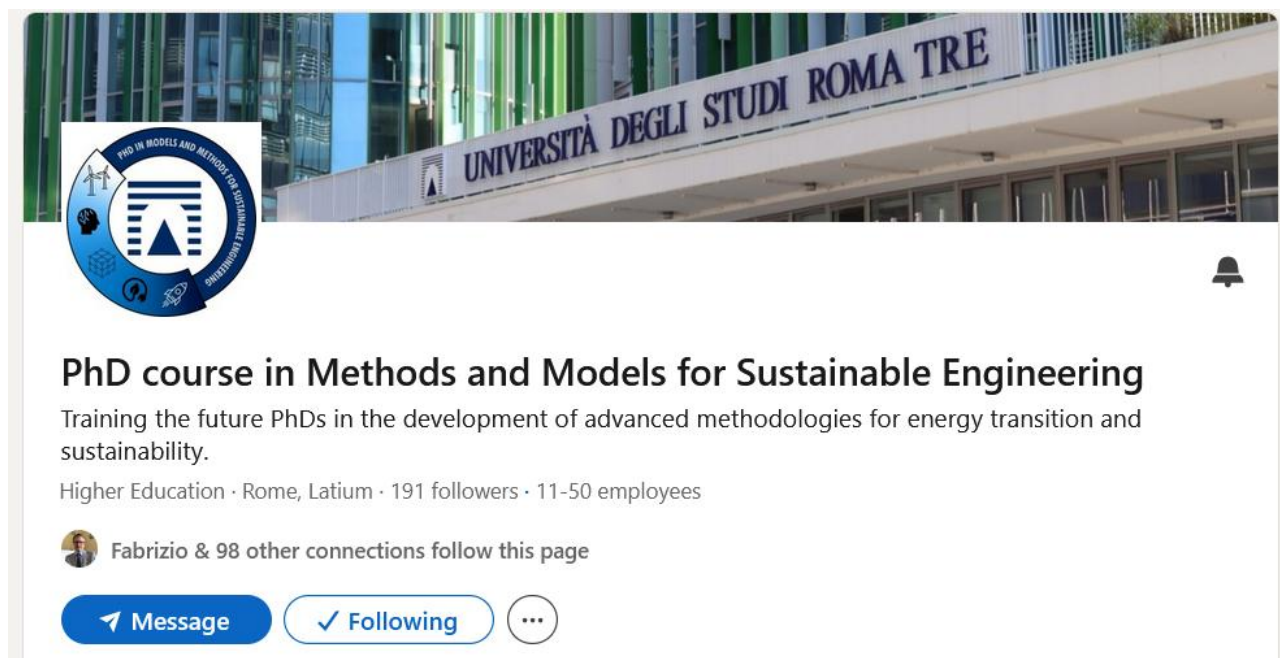 UNIVERSITÀ DEGLI STUDI ROMA TRE
PHD IN MODELS AND METHODS FOR SUSTAINABLE ENGINEERING
PhD course in Methods and Models for Sustainable Engineering
Training the future PhDs in the development of advanced methodologies for energy transition and
sustainability.
Higher Education · Rome, Latium · 191 followers · 11-50 employees
Fabrizio & 98 other connections follow this page
Message
Following